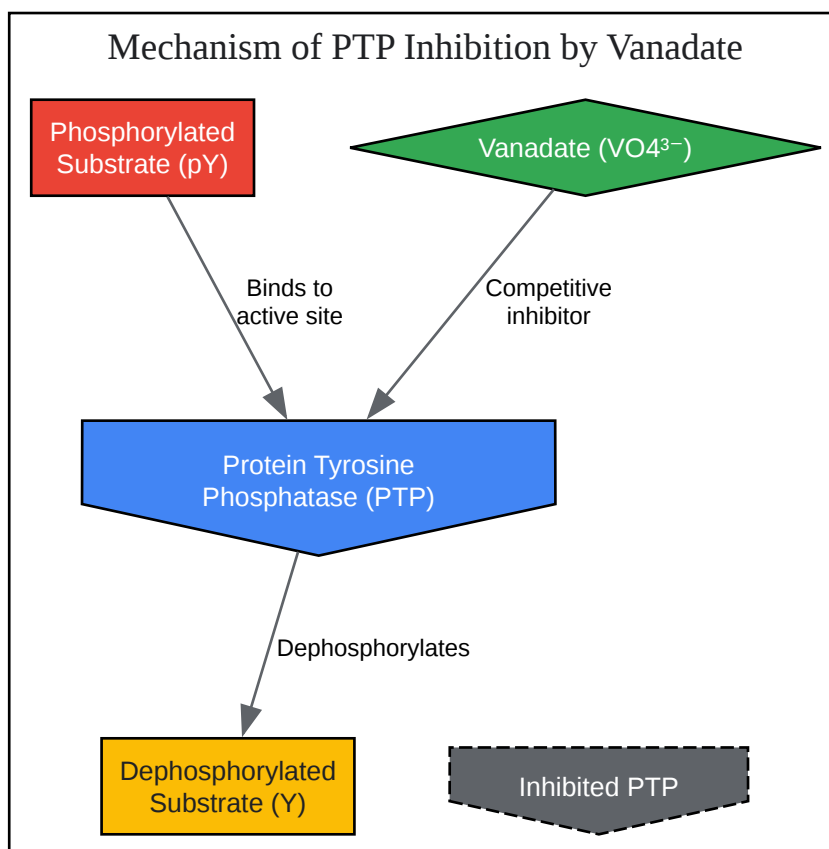 Mechanism of PTP Inhibition by Vanadate
Phosphorylated
Substrate (pY)
Vanadate (VO4³⁻)
Binds to
active site
Competitive
inhibitor
Protein Tyrosine
Phosphatase (PTP)
Dephosphorylates
Dephosphorylated
Substrate (Y)
Inhibited PTP